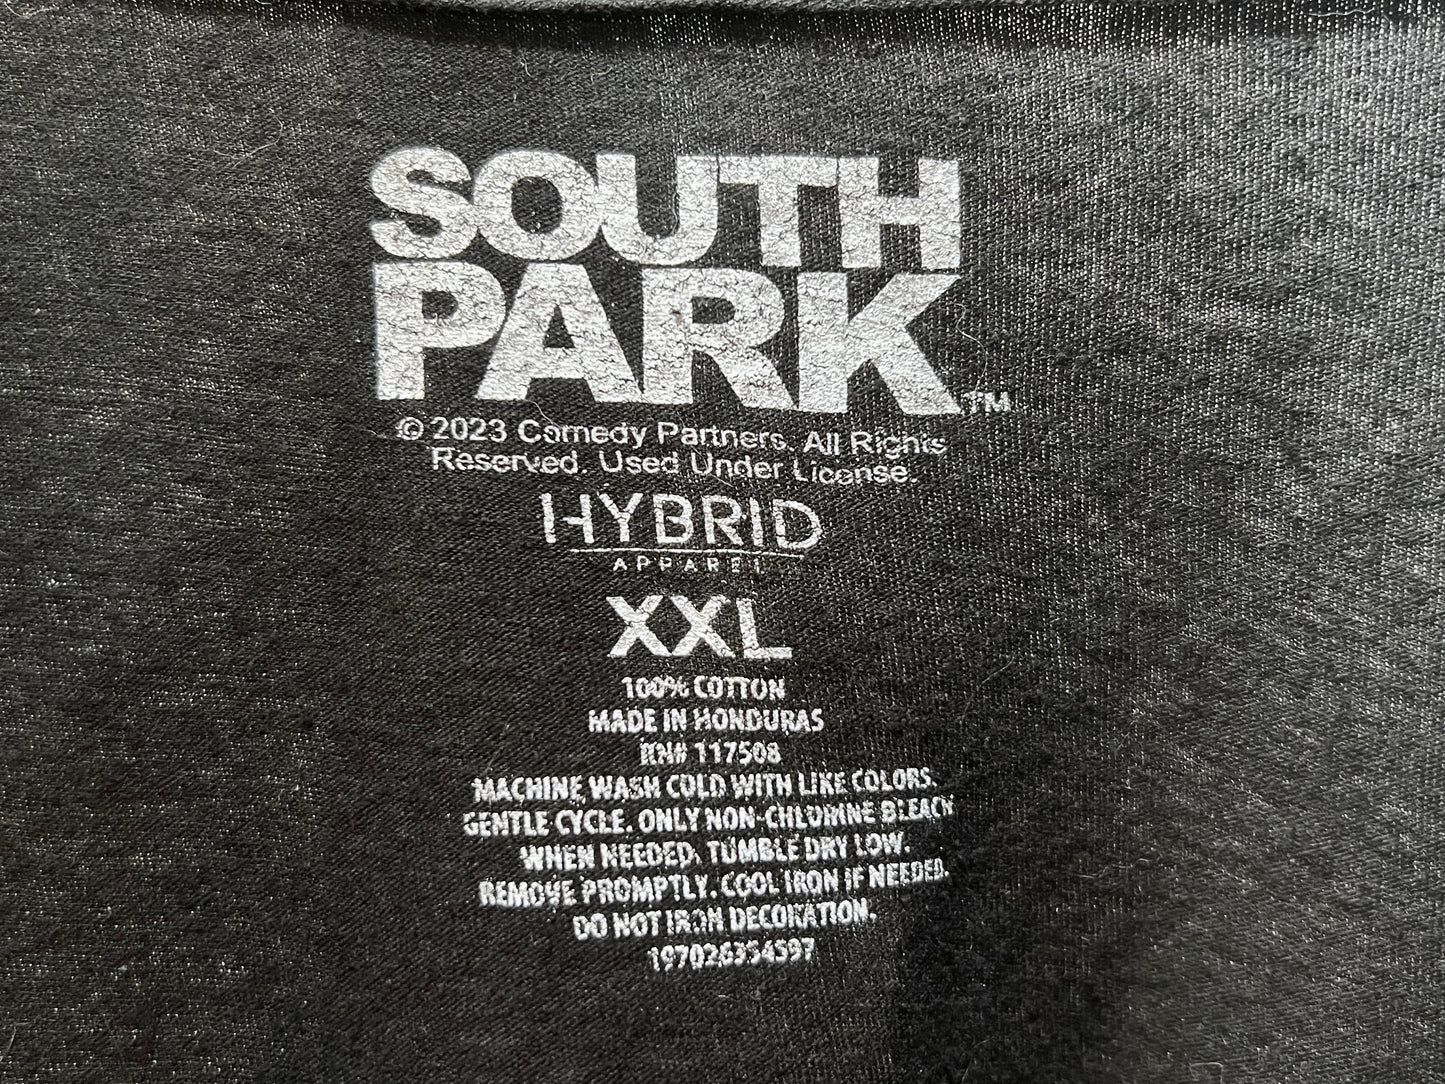 SOUTH
PARK™
© 2023 Comedy Partners. All Rights
Reserved. Used Under License.
HYBRID
APPAREL
XXL
100% COTTON
MADE IN HONDURAS
RN# 117508
MACHINE WASH COLD WITH LIKE COLORS.
GENTLE CYCLE. ONLY NON-CHLORINE BLEACH
WHEN NEEDED. TUMBLE DRY LOW.
REMOVE PROMPTLY. COOL IRON IF NEEDED.
DO NOT IRON DECORATION.
197026354597